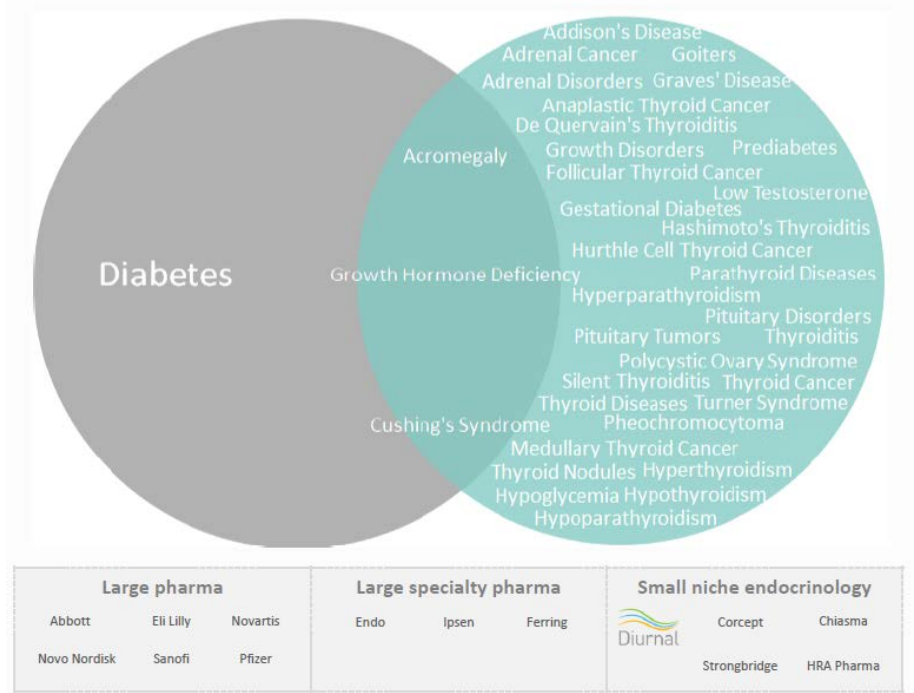 Addison's Disease
Adrenal Cancer Goiters
Adrenal Disorders Graves' Disease
Anaplastic Thyroid Cancer
De Quervain's Thyroiditis
Acromegaly Growth Disorders Prediabetes
Follicular Thyroid Cancer
Low Testosterone
Gestational Diabetes
Hashimoto's Thyroiditis
Hurthle Cell Thyroid Cancer
Diabetes Growth Hormone Deficiency Parathyroid Diseases
Hyperparathyroidism
Pituitary Disorders
Pituitary Tumors Thyroiditis
Polycystic Ovary Syndrome
Silent Thyroiditis Thyroid Cancer
Thyroid Diseases Turner Syndrome
Cushing's Syndrome Pheochromocytoma
Medullary Thyroid Cancer
Thyroid Nodules Hyperthyroidism
Hypoglycemia Hypothyroidism
Hypoparathyroidism
Large pharma
Abbott Eli Lilly Novartis
Novo Nordisk Sanofi Pfizer
Large specialty pharma
Endo Ipsen Ferring
Small niche endocrinology
Diurnal Corcept Chiasma
Strongbridge HRA Pharma